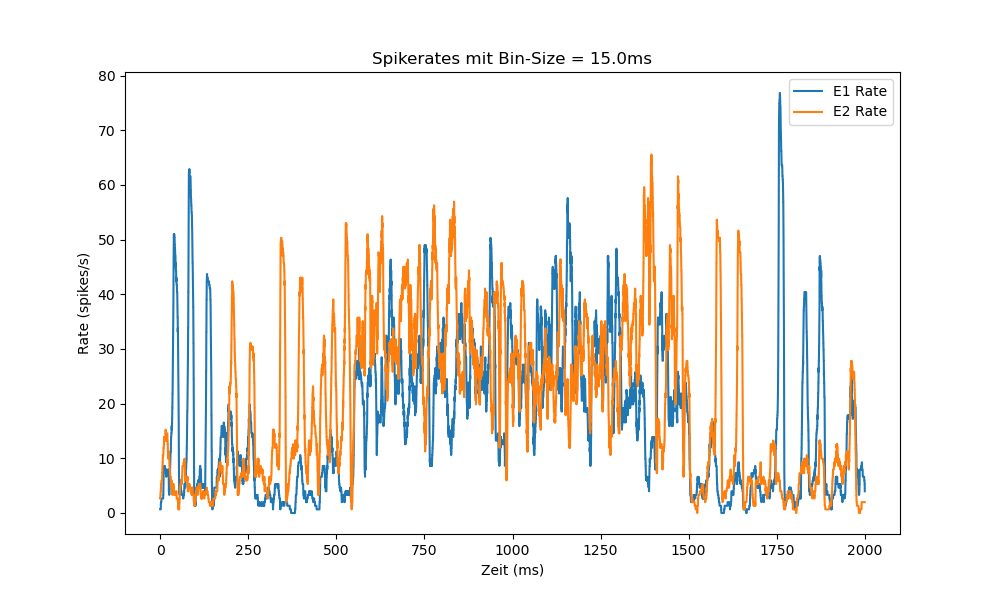 Spikerates mit Bin-Size = 15.0ms
80
70
60
50
40
30
20
10
0
Rate (spikes/s)
E1 Rate
E2 Rate
0 250 500 750 1000 1250 1500 1750 2000
Zeit (ms)